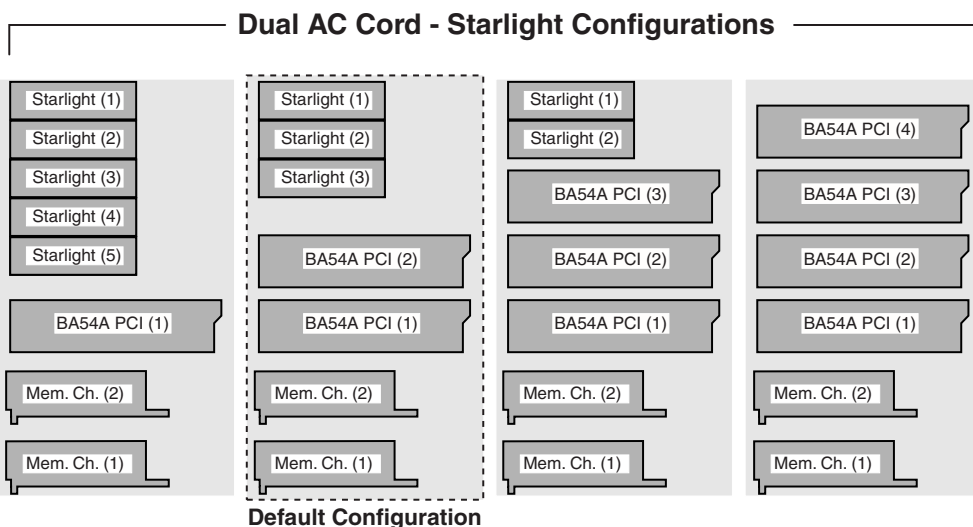 Dual AC Cord - Starlight Configurations
Starlight (1)
Starlight (2)
Starlight (3)
Starlight (4)
Starlight (5)
BA54A PCI (1)
Mem. Ch. (2)
Mem. Ch. (1)
Starlight (1)
Starlight (2)
Starlight (3)
BA54A PCI (2)
BA54A PCI (1)
Mem. Ch. (2)
Mem. Ch. (1)
Default Configuration
Starlight (1)
Starlight (2)
BA54A PCI (3)
BA54A PCI (2)
BA54A PCI (1)
Mem. Ch. (2)
Mem. Ch. (1)
BA54A PCI (4)
BA54A PCI (3)
BA54A PCI (2)
BA54A PCI (1)
Mem. Ch. (2)
Mem. Ch. (1)